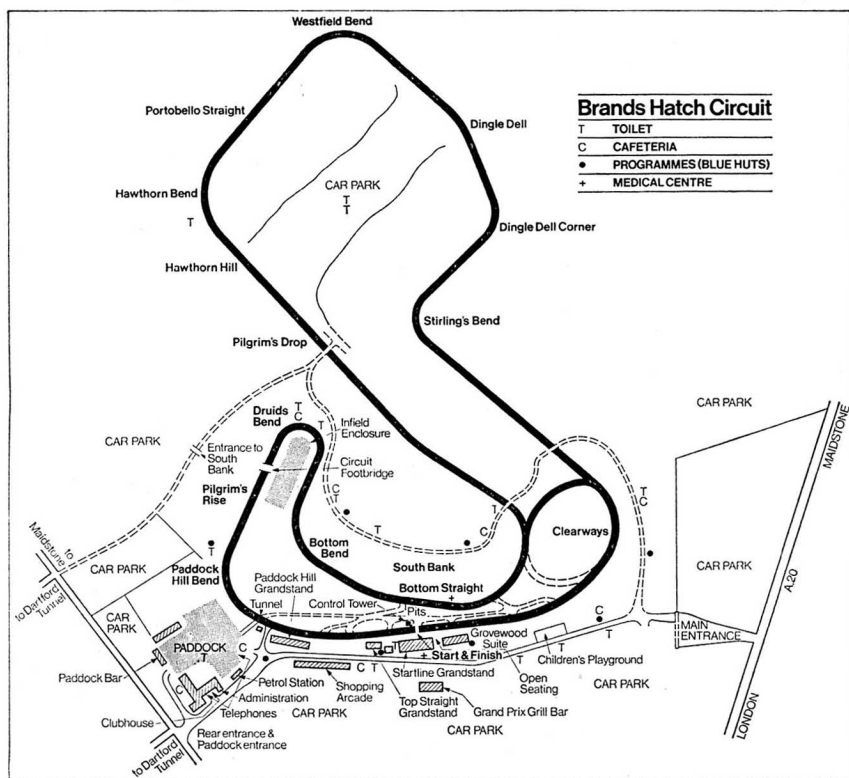 Westfield Bend
Portobello Straight
Dingle Dell
Brands Hatch Circuit
T TOILET
C CAFETERIA
• PROGRAMMES (BLUE HUTS)
+ MEDICAL CENTRE
Hawthorn Bend
CAR PARK
T
T
T
Dingle Dell Corner
Hawthorn Hill
Stirling's Bend
Pilgrim's Drop
CAR PARK
MAIDSTONE
Druids
Bend
T
C
T
Infield
Enclosure
CAR PARK
Entrance to
South
Bank
Circuit
Footbridge
Pilgrim's
Rise
C
T
T
C
T
C
T
Clearways
Bottom
Bend
South Bank
Maidstone to
to Dartford
Tunnel
CAR PARK
T
Paddock
Hill Bend
Paddock Hill
Grandstand
Bottom Straight
+
CAR PARK
A.20
CAR
PARK
Tunnel
Control Tower
Pits
C
MAIN
ENTRANCE
PADDOCK
T
C
T
Grovewood
Suite
+ Start & Finish
T
T
T
Children's Playground
Paddock Bar
C
Petrol Station
C T
Startline Grandstand
Open
Seating
CAR PARK
Administration
Shopping
Arcade
Top Straight
Grandstand
Telephones
CAR PARK
Grand Prix Grill Bar
Clubhouse
Rear entrance &
Paddock entrance
CAR PARK
LONDON
to Dartford
Tunnel